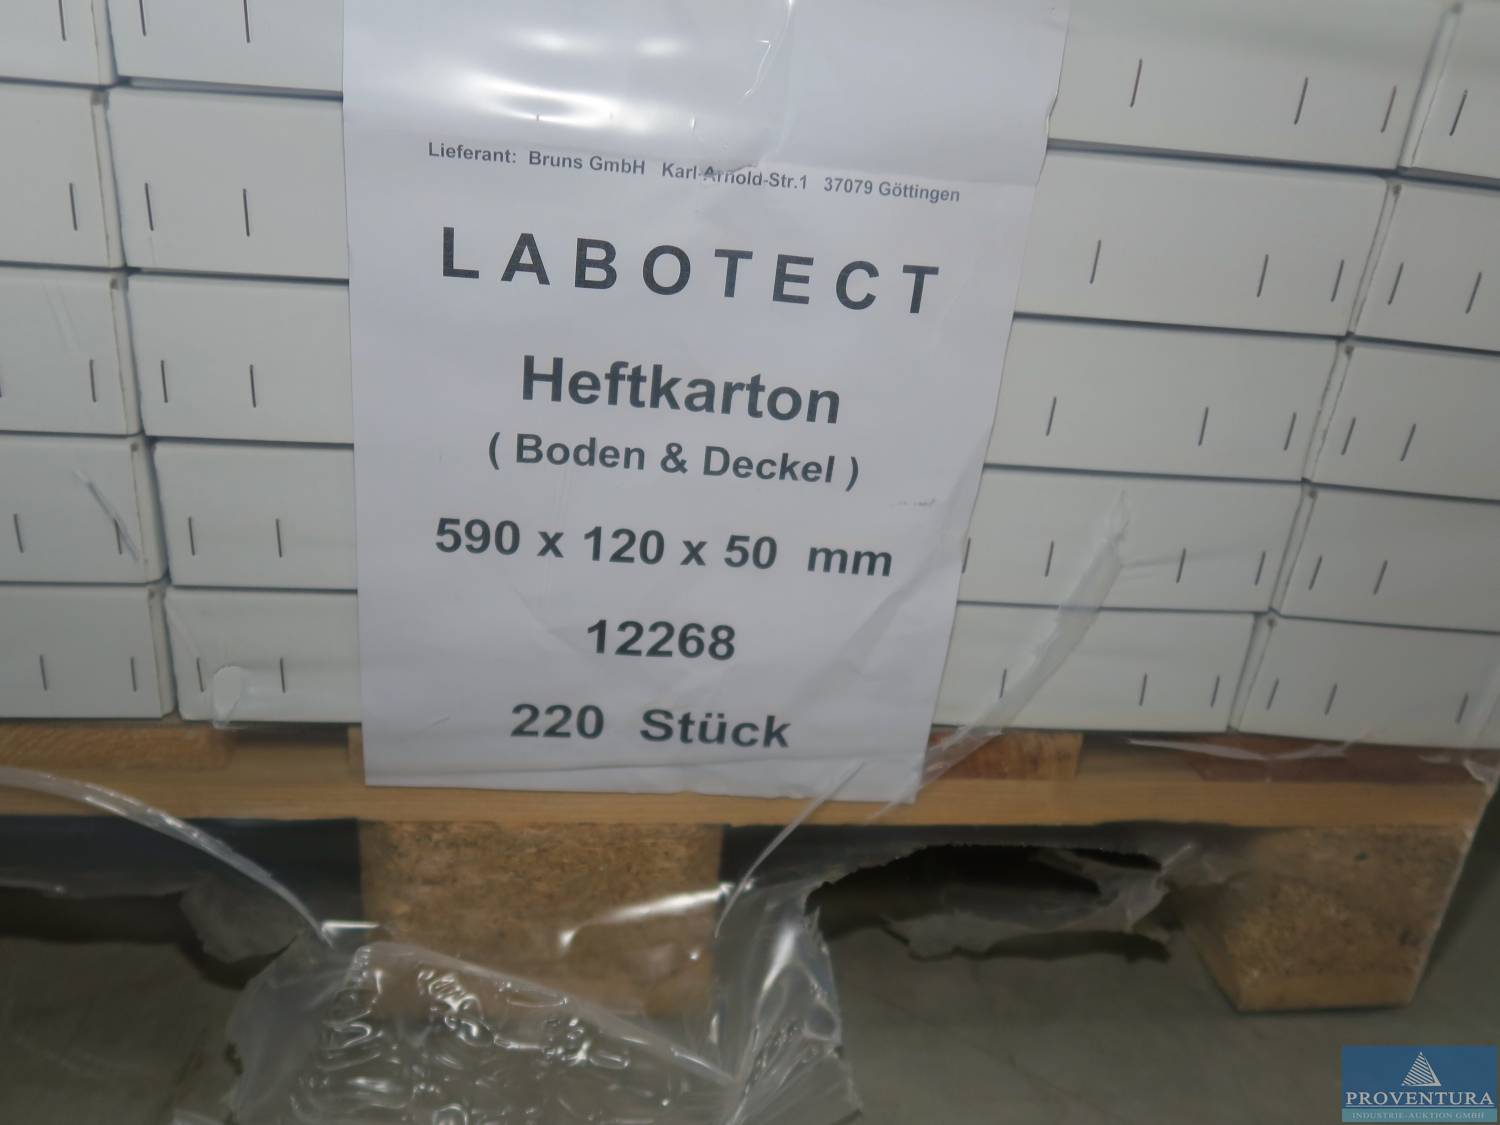 Lieferant: Bruns GmbH Karl-Arnold-Str.1 37079 Göttingen
LABOTECT
Heftkarton
( Boden & Deckel )
590 x 120 x 50 mm
12268
220 Stück
PROVENTURA
INDUSTRIE-AUKTION GMBH